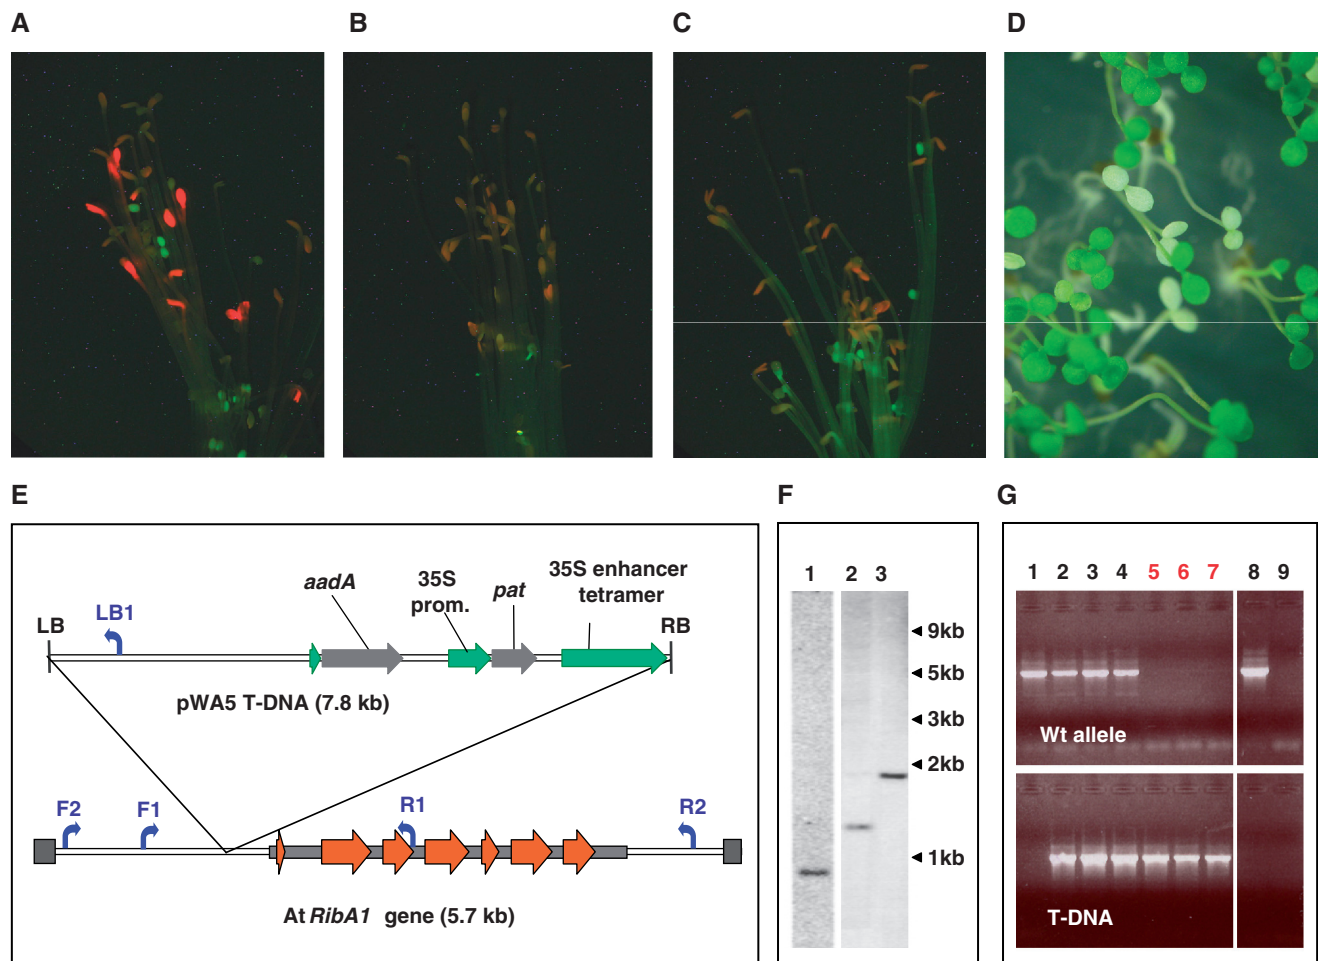 A
B
C
D
E
LB
LB1
aadA
35S
prom.
pat
35S enhancer
tetramer
RB
pWA5 T-DNA (7.8 kb)
F2
F1
R1
R2
At RibA1 gene (5.7 kb)
F
1 2 3
9kb
5kb
3kb
2kb
1kb
G
1 2 3 4 5 6 7 8 9
Wt allele
T-DNA